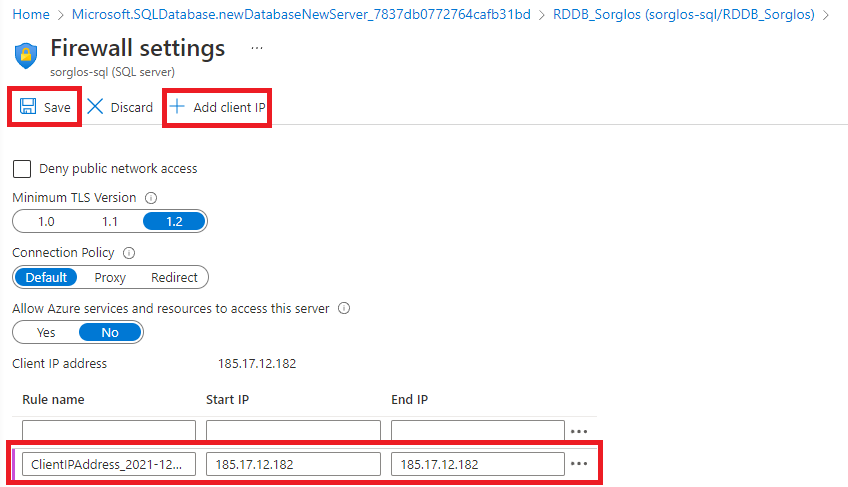 Home > Microsoft.SQLDatabase.newDatabaseNewServer_7837db0772764cafb31bd > RDDB_Sorglos (sorglos-sql/RDDB_Sorglos) >
Firewall settings ...
sorglos-sql (SQL server)
Save Discard Add client IP
Deny public network access
Minimum TLS Version
1.0 1.1 1.2
Connection Policy
Default Proxy Redirect
Allow Azure services and resources to access this server
Yes No
Client IP address 185.17.12.182
Rule name Start IP End IP
ClientIPAddress_2021-12... 185.17.12.182 185.17.12.182